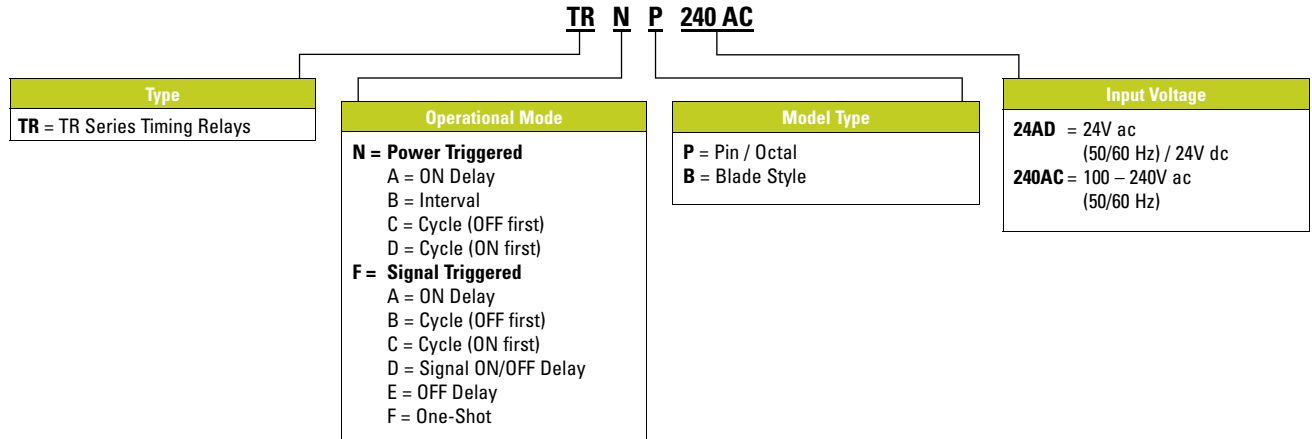 TR N P 240 AC
Type
TR = TR Series Timing Relays
Operational Mode
N = Power Triggered
A = ON Delay
B = Interval
C = Cycle (OFF first)
D = Cycle (ON first)
F = Signal Triggered
A = ON Delay
B = Cycle (OFF first)
C = Cycle (ON first)
D = Signal ON/OFF Delay
E = OFF Delay
F = One-Shot
Model Type
P = Pin / Octal
B = Blade Style
Input Voltage
24AD = 24V ac
(50/60 Hz) / 24V dc
240AC = 100 – 240V ac
(50/60 Hz)